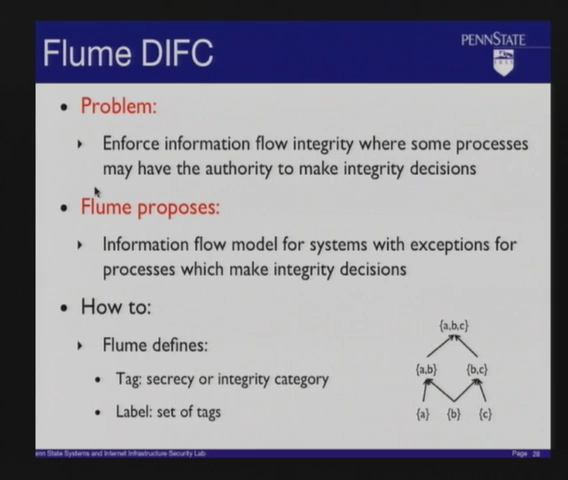 Flume DIFC
PENNSTATE
• Problem:
Enforce information flow integrity where some processes
may have the authority to make integrity decisions
• Flume proposes:
Information flow model for systems with exceptions for
processes which make integrity decisions
• How to:
Flume defines:
• Tag: secrecy or integrity category
• Label: set of tags
{a,b,c}
{a,b} {b,c}
{a} {b} {c}
enn State Systems and Internet Infrastructure Security Lab
Page 28